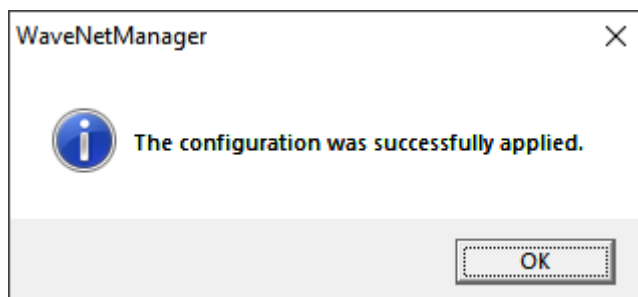 WaveNetManager
The configuration was successfully applied.
OK